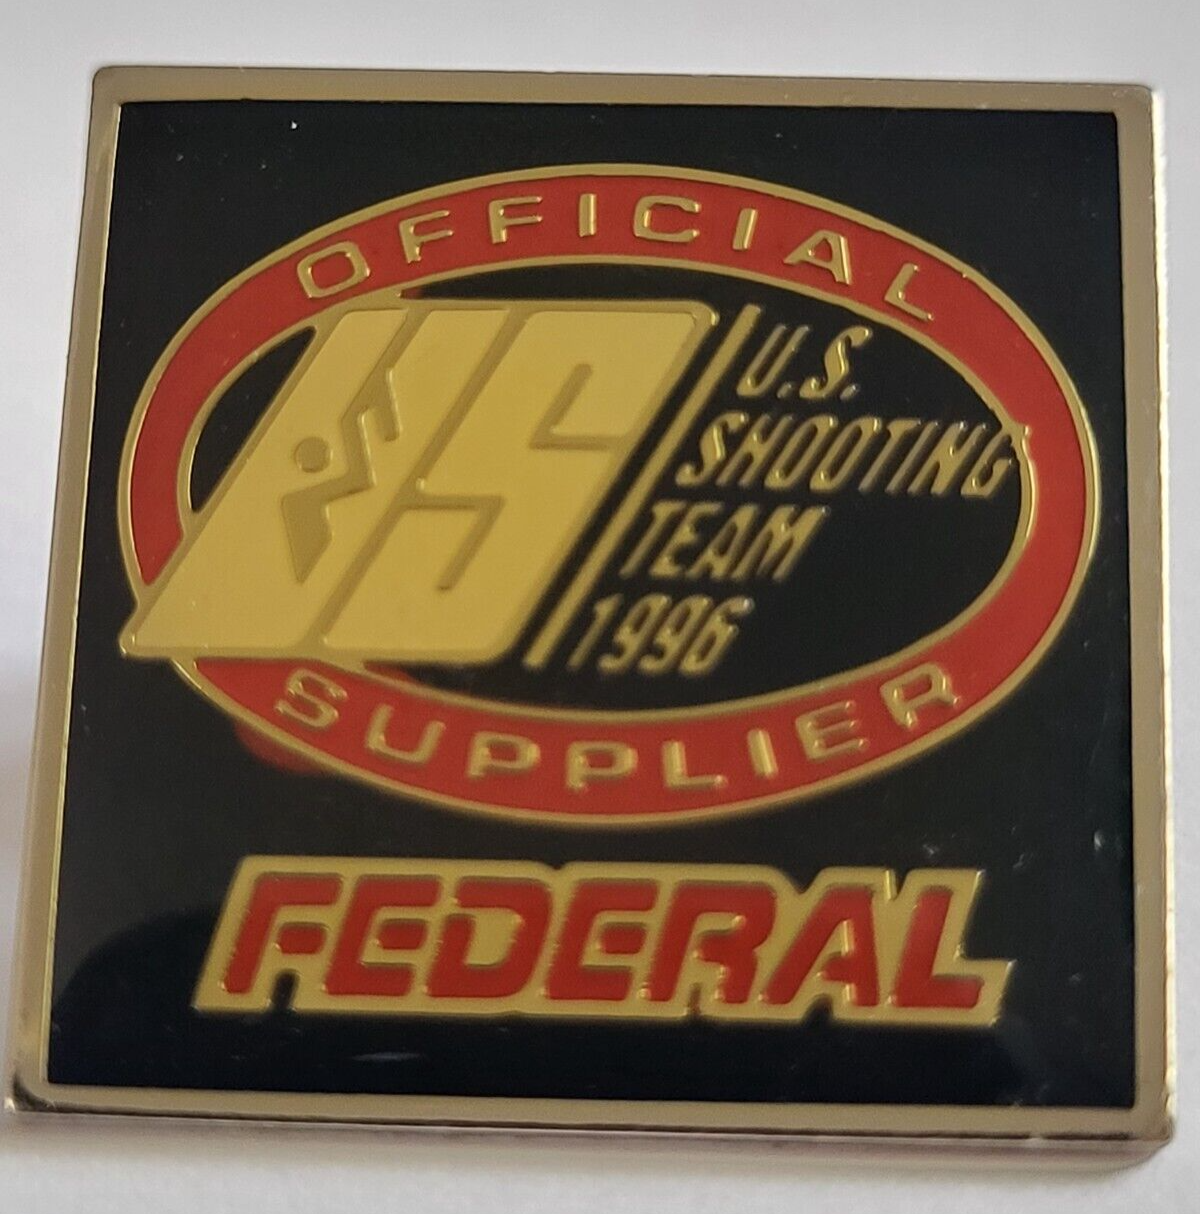 OFFICIAL
US
U.S.
SHOOTING
TEAM
1996
SUPPLIER
FEDERAL